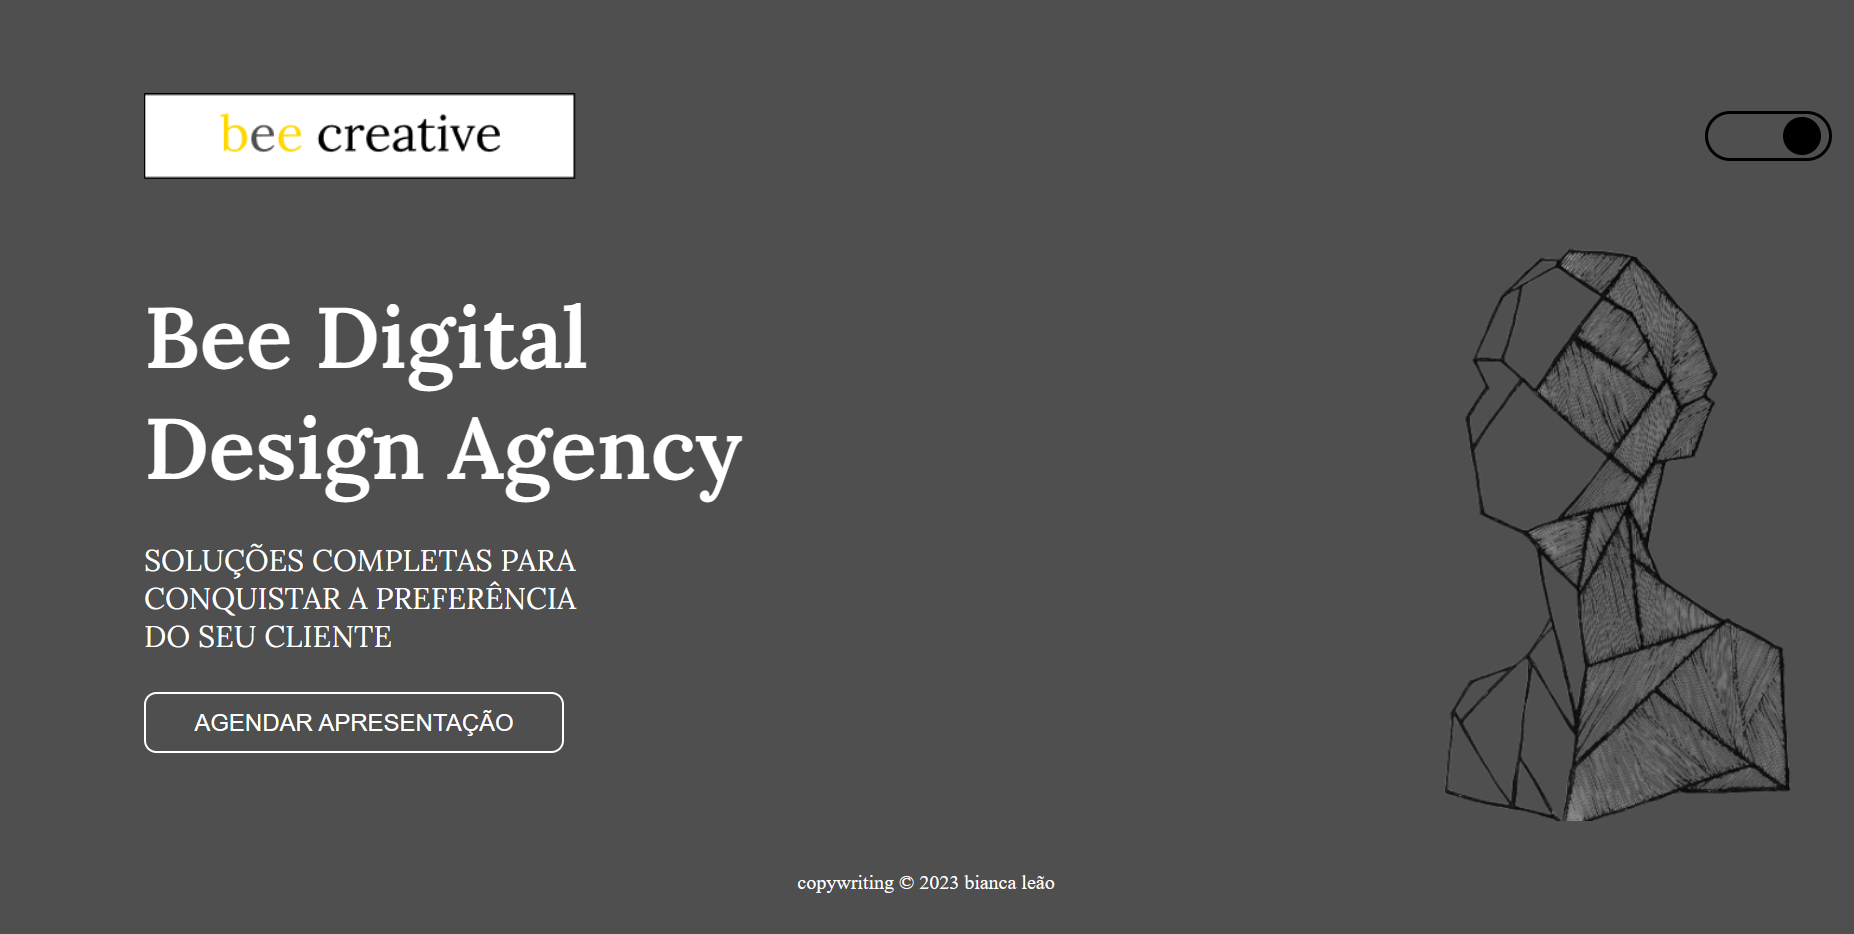 bee creative
Bee Digital
Design Agency
SOLUÇÕES COMPLETAS PARA
CONQUISTAR A PREFERÊNCIA
DO SEU CLIENTE
AGENDAR APRESENTAÇÃO
copywriting © 2023 bianca leão